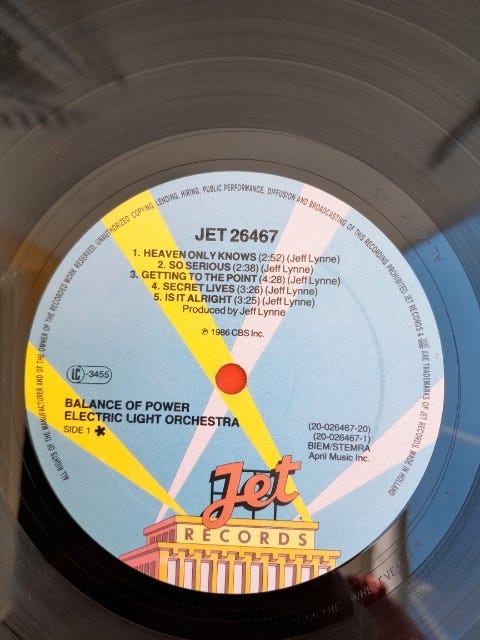 ALL RIGHTS OF THE MANUFACTURER AND OF THE OWNER OF THE RECORDED WORK RESERVED. UNAUTHORIZED COPYING, LENDING, HIRING, PUBLIC PERFORMANCE, DIFFUSION AND BROADCASTING OF THIS RECORDING PROHIBITED. JET RECORDS & ARE TRADEMARKS OF JET RECORDS. MADE IN HOLLAND
JET 26467
1. HEAVEN ONLY KNOWS (2:52) (Jeff Lynne)
2. SO SERIOUS (2:38) (Jeff Lynne)
3. GETTING TO THE POINT (4:28) (Jeff Lynne)
4. SECRET LIVES (3:26) (Jeff Lynne)
5. IS IT ALRIGHT (3:25) (Jeff Lynne)
Produced by Jeff Lynne
℗ 1986 CBS Inc.
LC-3455
BALANCE OF POWER
ELECTRIC LIGHT ORCHESTRA
SIDE 1 *
(20-026467-20)
(20-026467-1)
BIEM/STEMRA
April Music Inc.
Jet
RECORDS